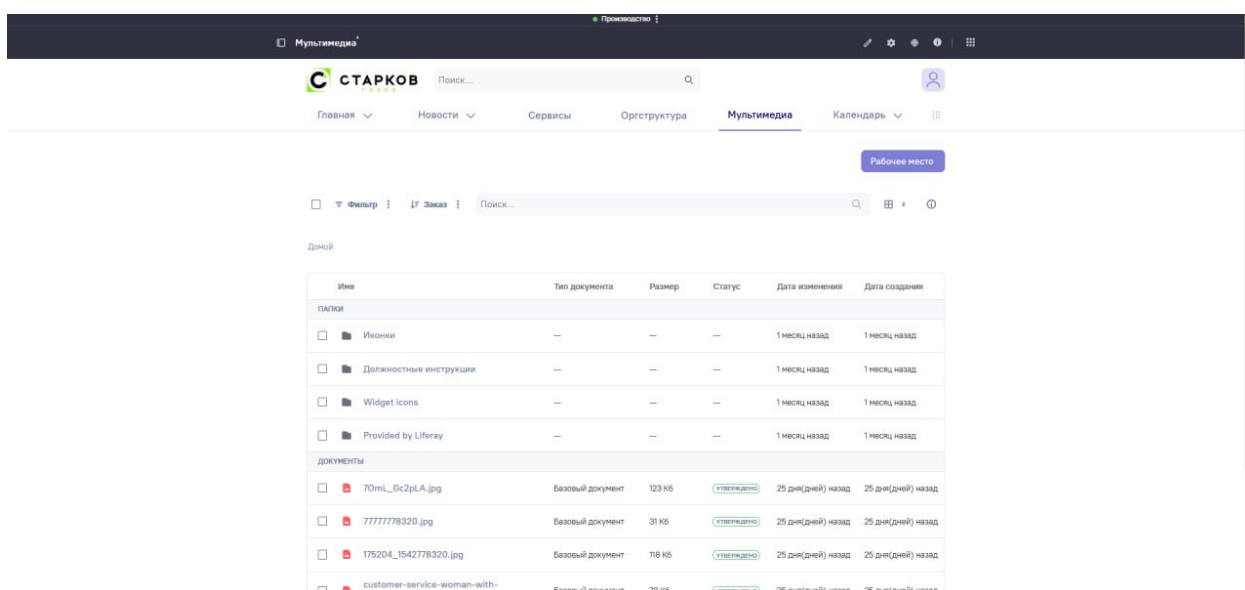 Производство
Мультимедиа
СТАРКОВ
ГРУПП
Поиск...
Главная Новости Сервисы Оргструктура Мультимедиа Календарь
Рабочее место
Фильтр Заказ Поиск...
Домой
Имя Тип документа Размер Статус Дата изменения Дата создания
ПАПКИ
Иконки — — — 1 месяц назад 1 месяц назад
Должностные инструкции — — — 1 месяц назад 1 месяц назад
Widget icons — — — 1 месяц назад 1 месяц назад
Provided by Liferay — — — 1 месяц назад 1 месяц назад
ДОКУМЕНТЫ
7OmL_Gc2pLA.jpg Базовый документ 123 Кб УТВЕРЖДЕНО 25 дня(дней) назад 25 дня(дней) назад
77777778320.jpg Базовый документ 31 Кб УТВЕРЖДЕНО 25 дня(дней) назад 25 дня(дней) назад
175204_1542778320.jpg Базовый документ 118 Кб УТВЕРЖДЕНО 25 дня(дней) назад 25 дня(дней) назад
customer-service-woman-with-